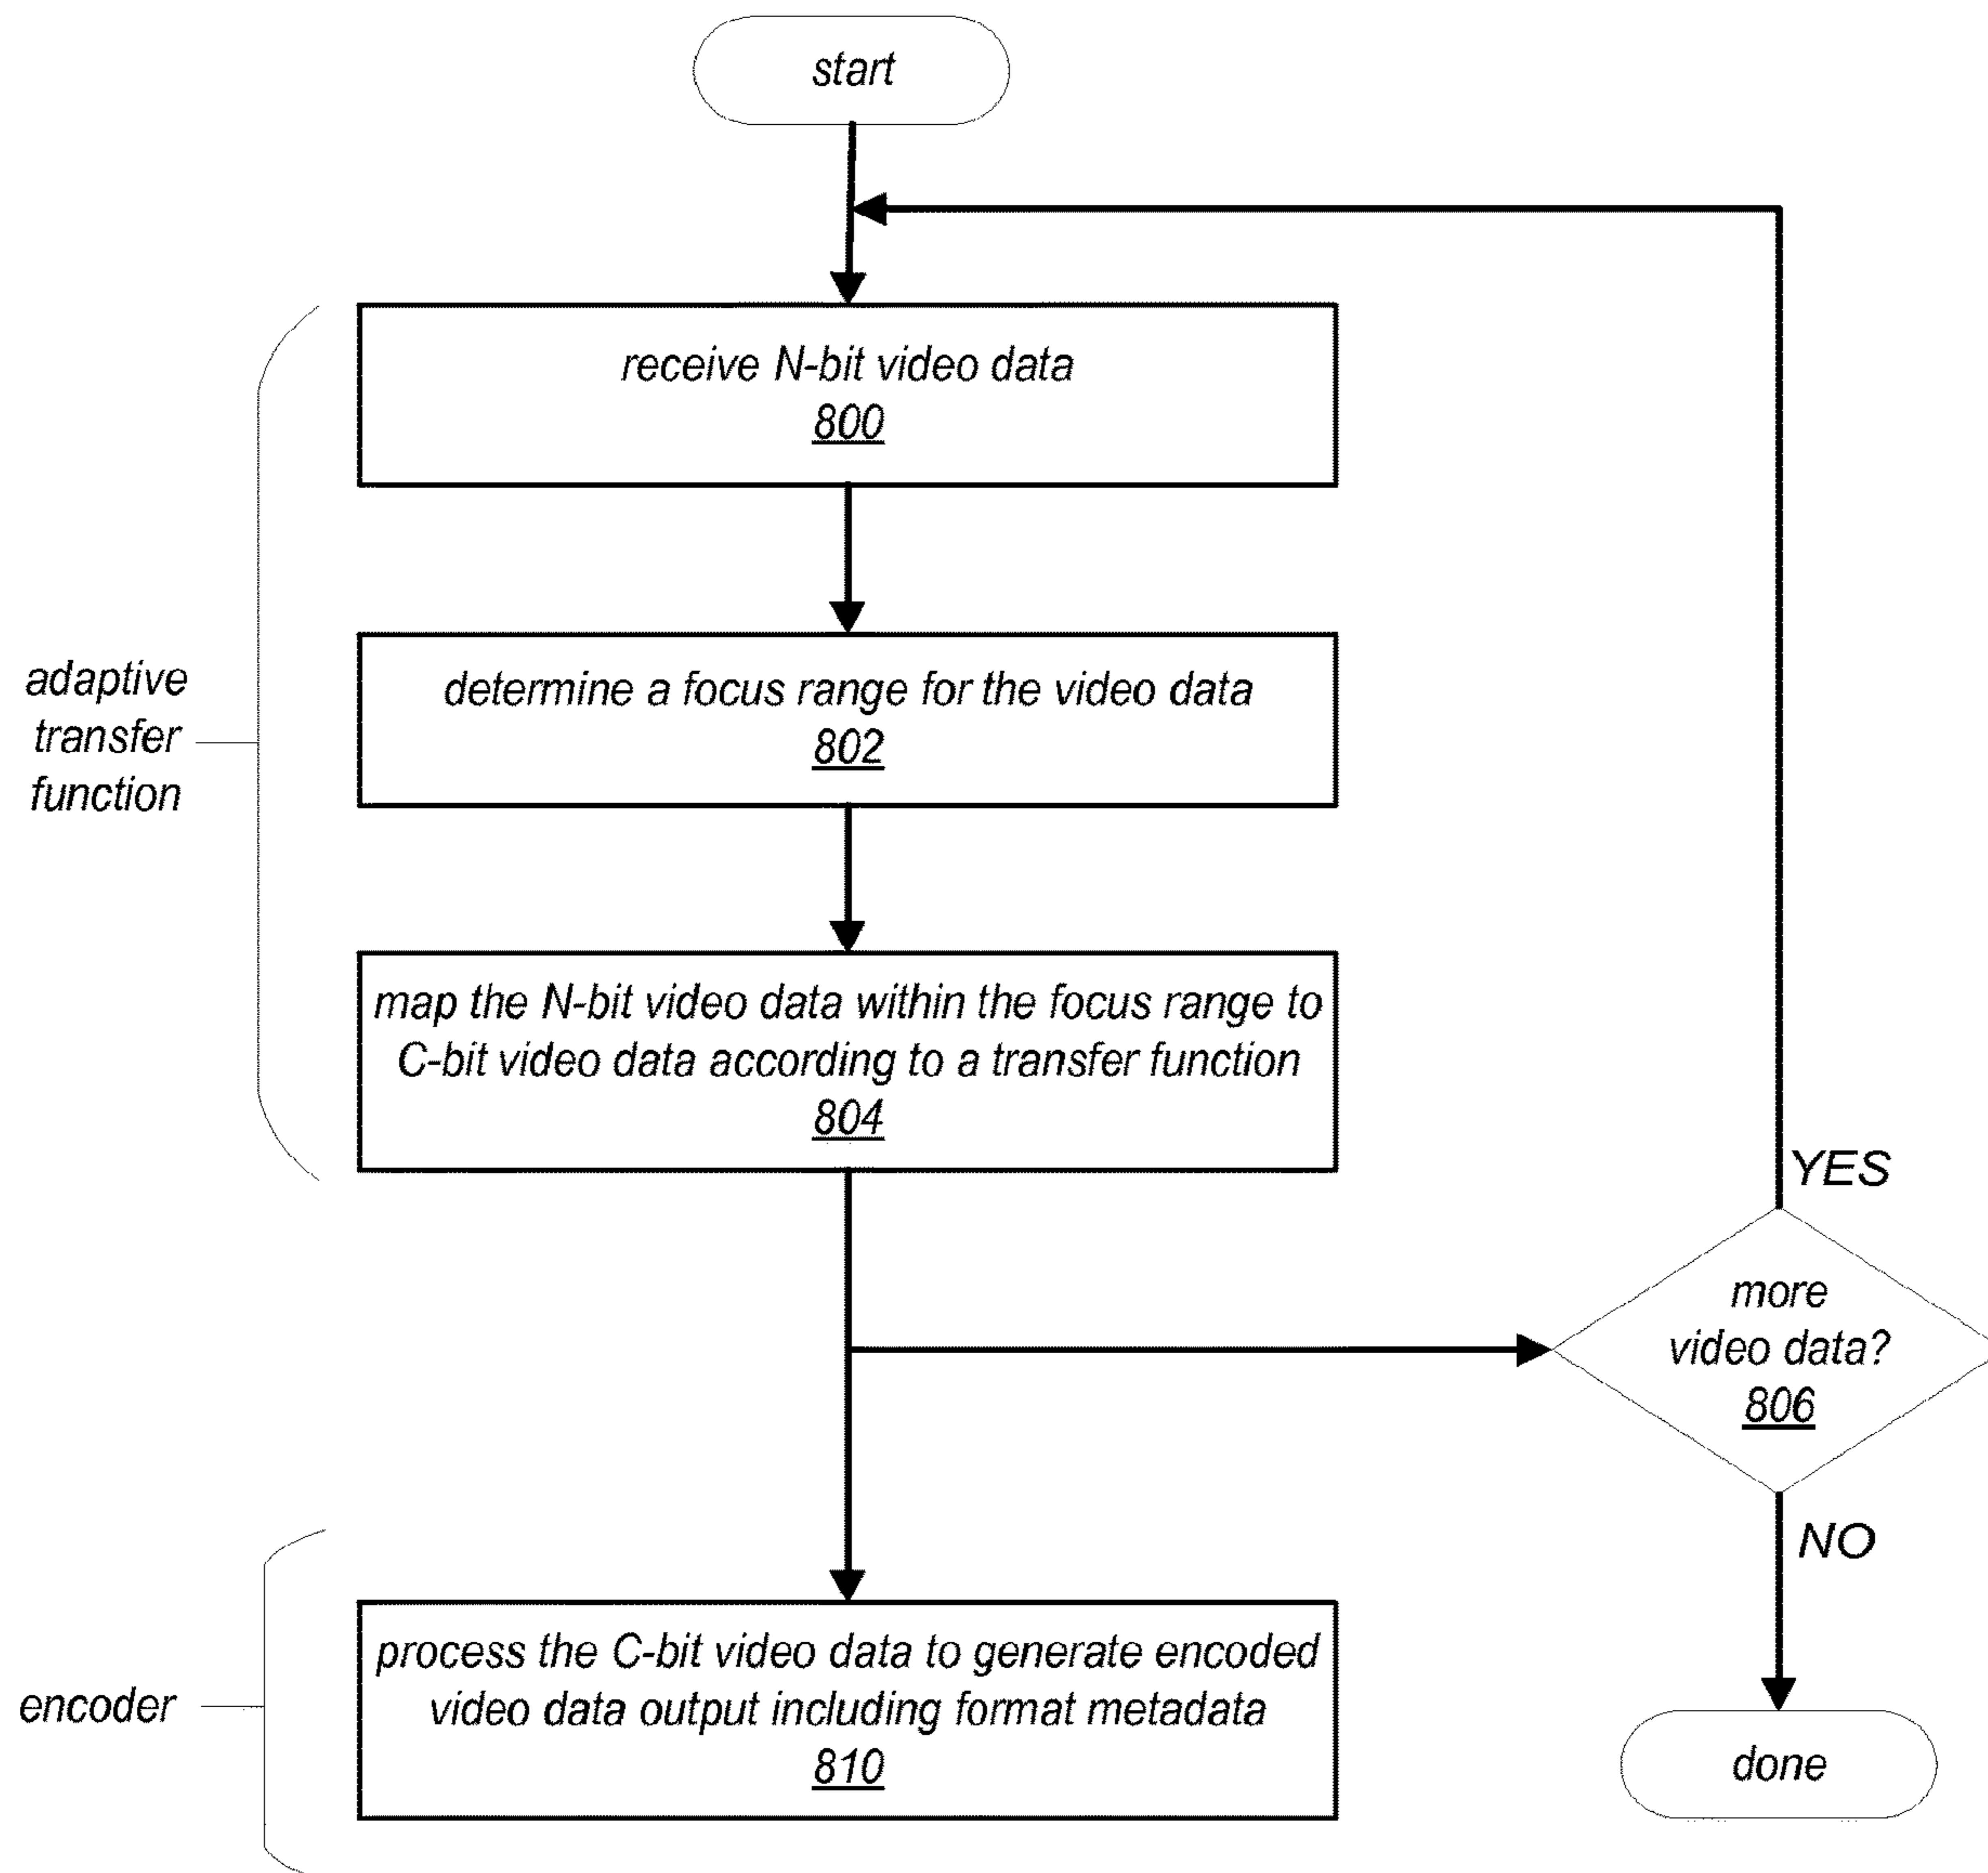 start
receive N-bit video data
800
determine a focus range for the video data
802
adaptive
transfer
function
map the N-bit video data within the focus range to
C-bit video data according to a transfer function
804
YES
more
video data?
806
NO
process the C-bit video data to generate encoded
video data output including format metadada
810
encoder
done